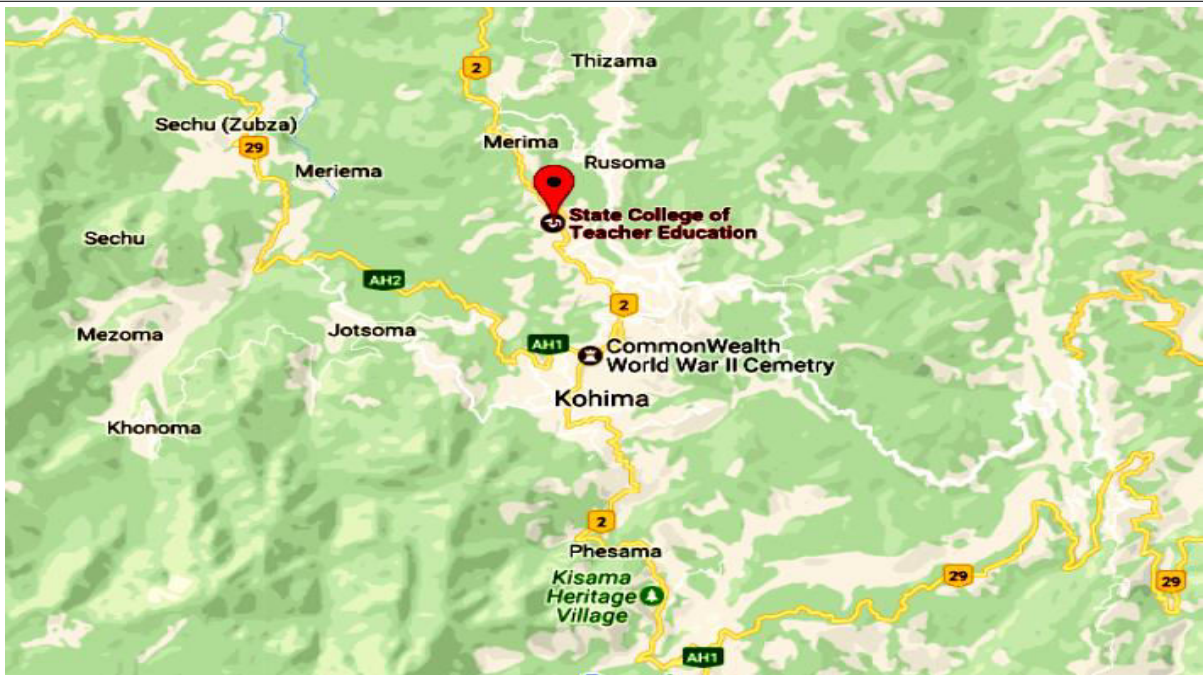 2
Thizama
Sechu (Zubza)
29
Merima
Rusoma
Meriema
State College of
Teacher Education
Sechu
AH2
2
Mezoma
Jotsoma
AH1
CommonWealth
World War II Cemetry
Kohima
Khonoma
2
Phesama
Kisama
Heritage
Village
29
29
AH1